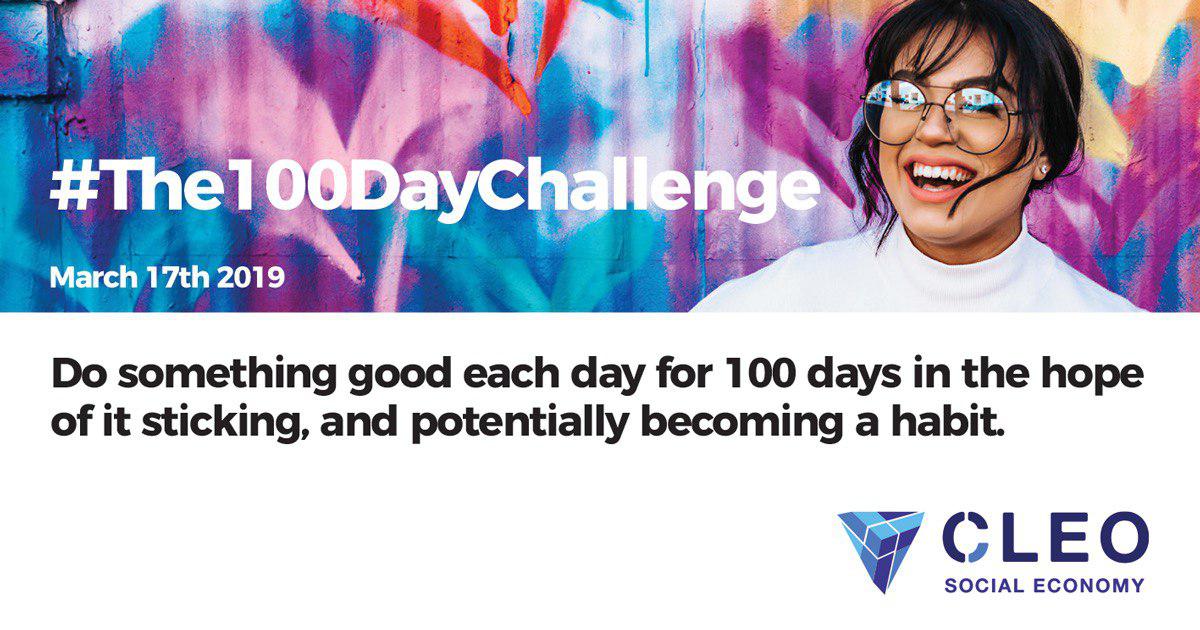 #The100DayChallenge
March 17th 2019
Do something good each day for 100 days in the hope
of it sticking, and potentially becoming a habit.
CLEO
SOCIAL ECONOMY